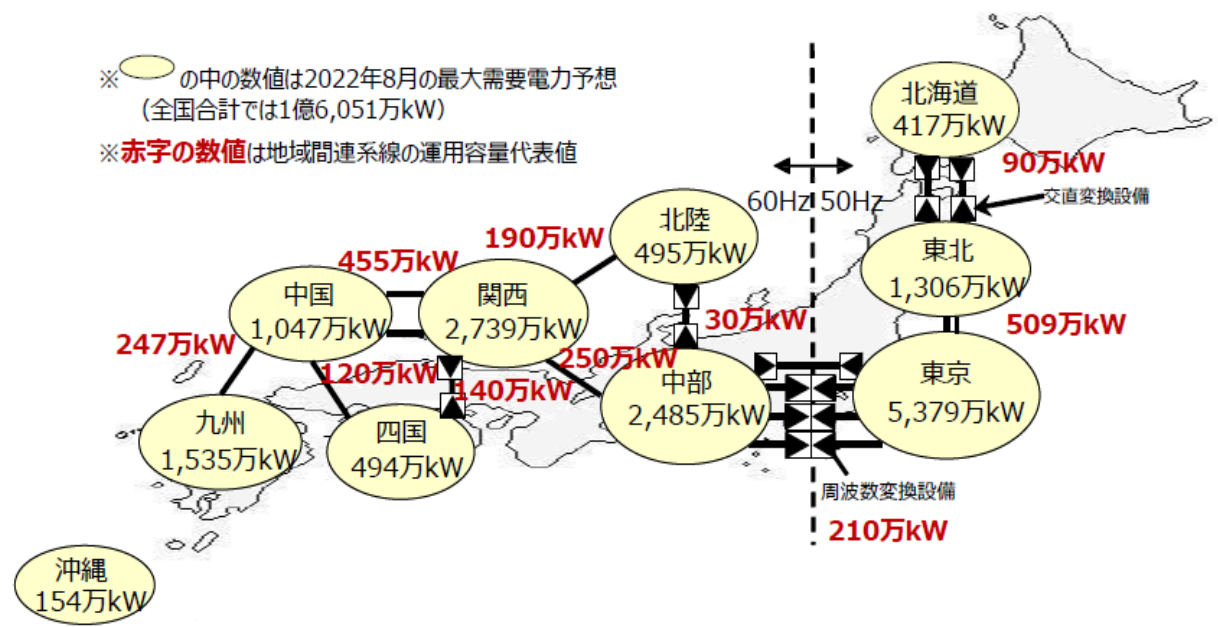 ※ の中の数値は2022年8月の最大需要電力予想
（全国合計では1億6,051万kW）
※赤字の数値は地域間連系線の運用容量代表値
北海道
417万kW
90万kW
交直変換設備
60Hz 50Hz
北陸
495万kW
190万kW
東北
1,306万kW
455万kW
中国
1,047万kW
関西
2,739万kW
30万kW
509万kW
247万kW
120万kW
140万kW
250万kW
中部
2,485万kW
東京
5,379万kW
九州
1,535万kW
四国
494万kW
周波数変換設備
210万kW
沖縄
154万kW